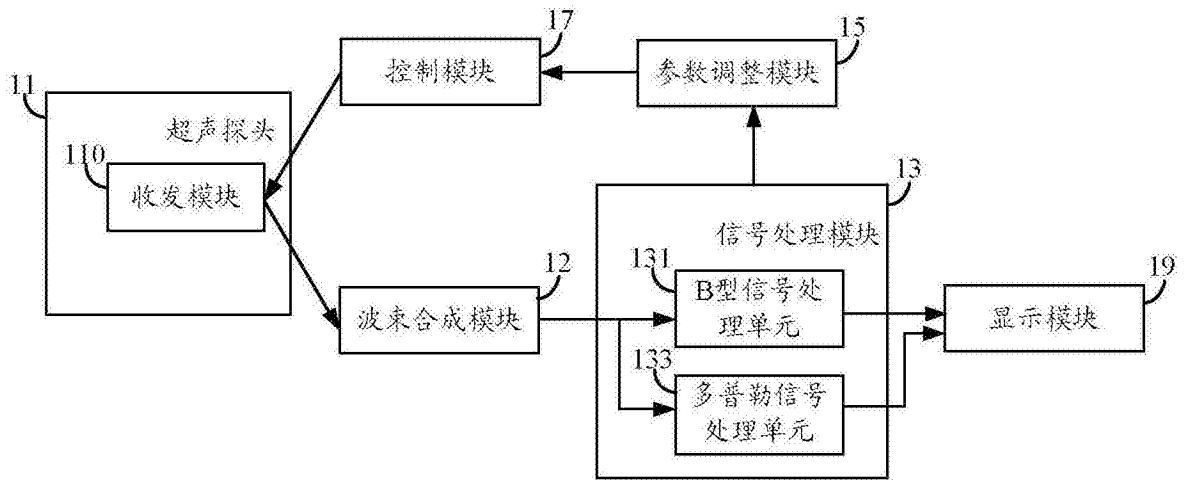 17
控制模块
15
参数调整模块
11
超声探头
110
收发模块
13
信号处理模块
12
波束合成模块
131
B型信号处
理单元
19
显示模块
133
多普勒信号
处理单元